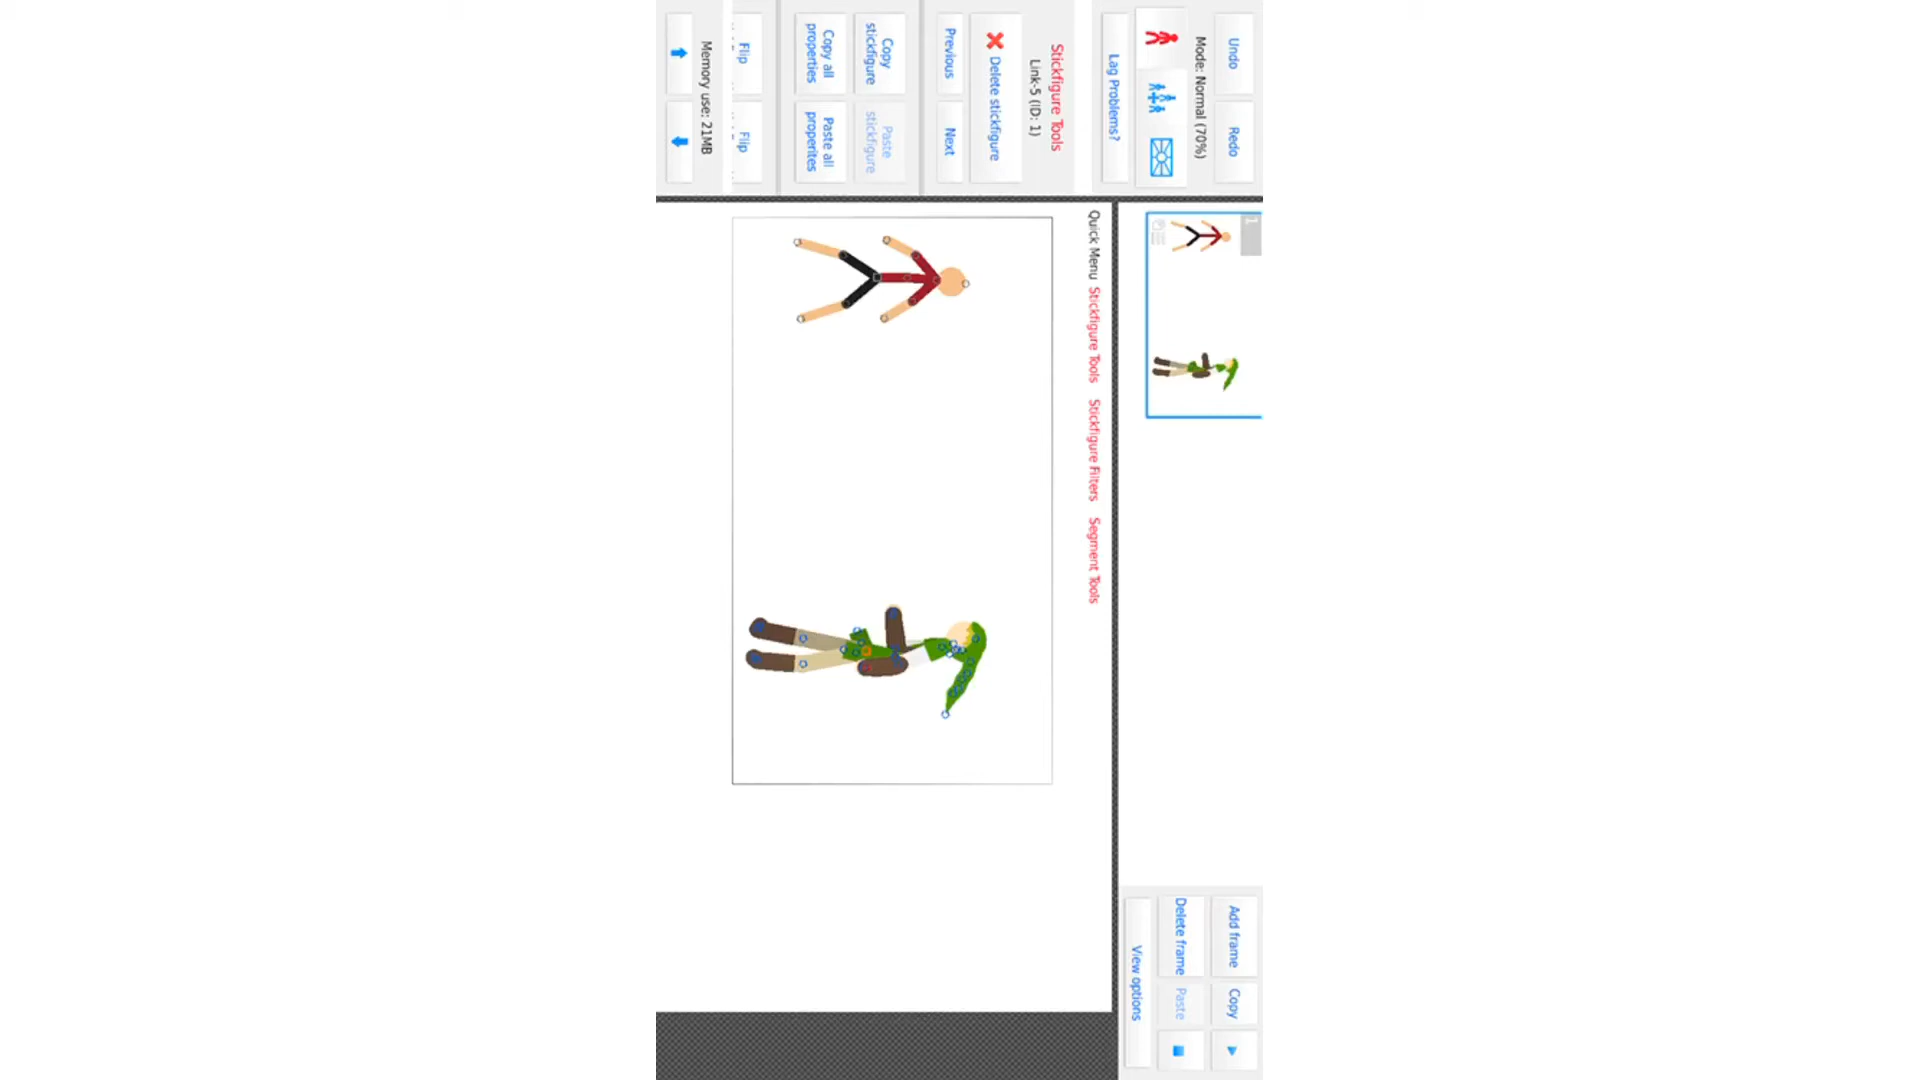 Undo
Redo
Mode: Normal (70%)
Lag Problems?
Stickfigure Tools
Link-5 (ID: 1)
Delete stickfigure
Previous
Next
Copy
stickfigure
Paste
stickfigure
Copy all
properties
Paste all
properites
Flip
Flip
Memory use: 21MB
1
Quick Menu Stickfigure Tools Stickfigure Filters Segment Tools
Add frame
Copy
Delete frame
Paste
View options